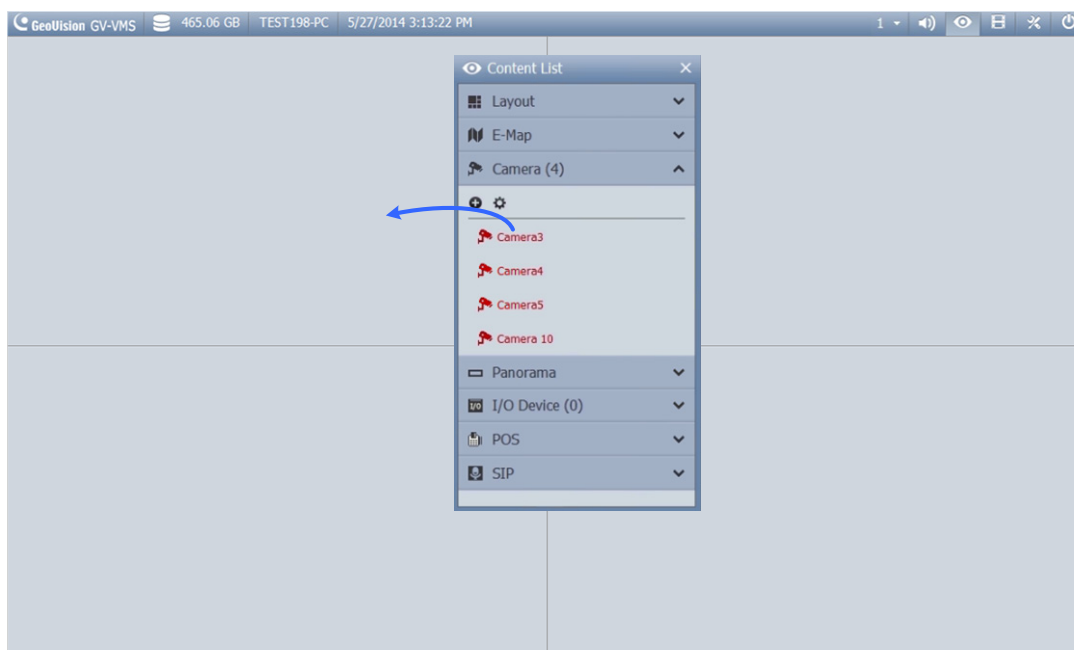 GeoVision GV-VMS 465.06 GB TEST198-PC 5/27/2014 3:13:22 PM 1
Content List
Layout
E-Map
Camera (4)
Camera3
Camera4
Camera5
Camera 10
Panorama
I/O I/O Device (0)
POS
SIP